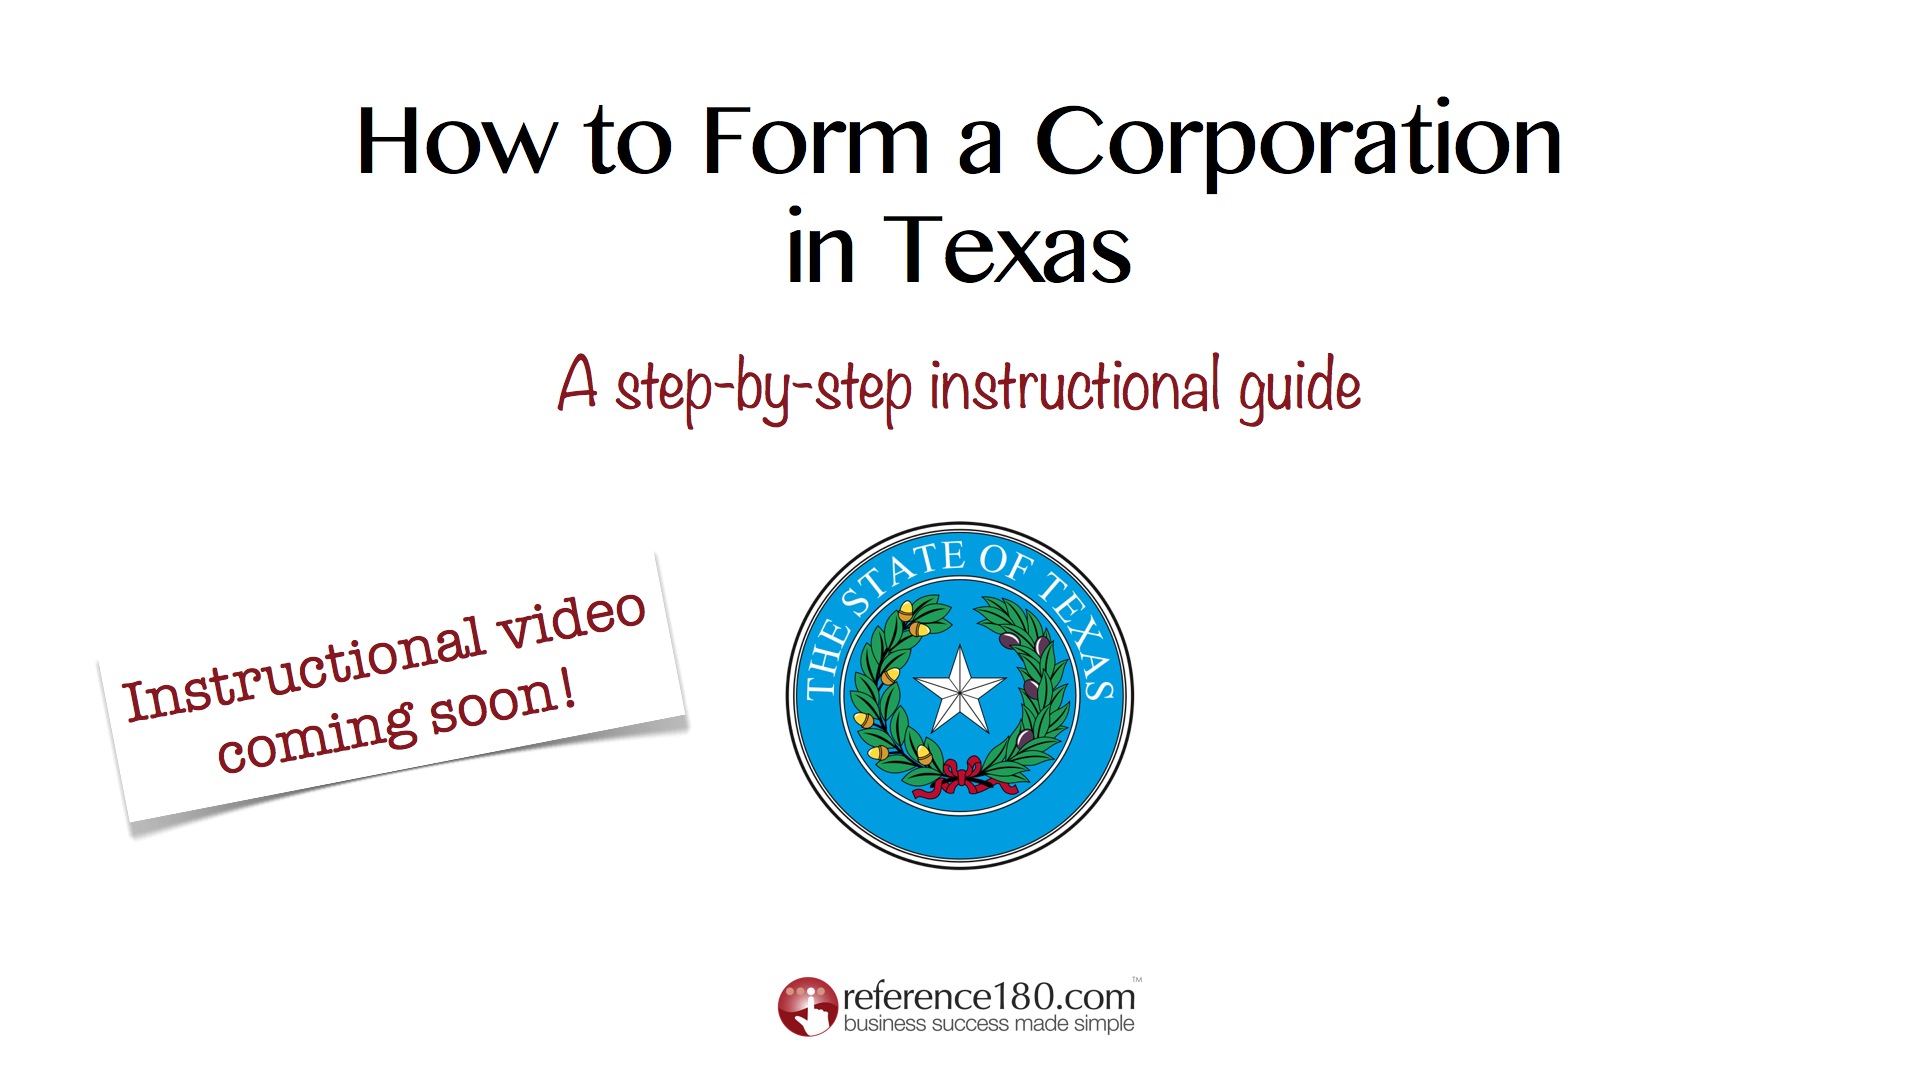 How to Form a Corporation
in Texas
A step-by-step instructional guide
Instructional video
coming soon!
THE STATE OF TEXAS
reference180.com™
business success made simple